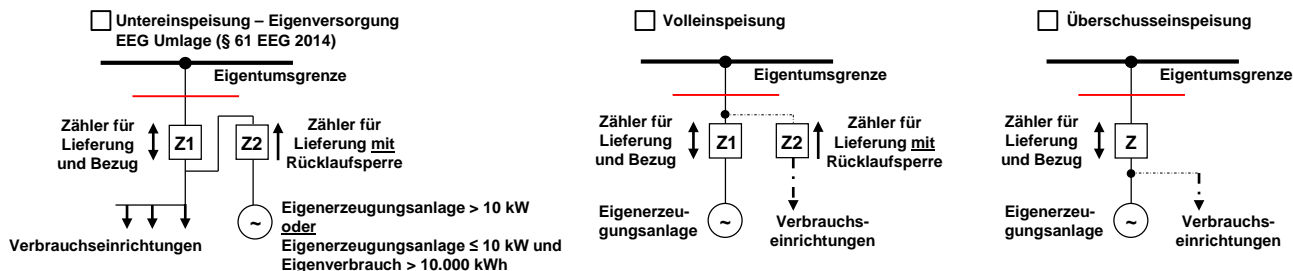 Untereinspeisung – Eigenversorgung
EEG Umlage (§ 61 EEG 2014)
Eigentumsgrenze
Zähler für
Lieferung
und Bezug
Z1
Z2
Zähler für
Lieferung mit
Rücklaufsperre
Verbrauchseinrichtungen
~
Eigenerzeugungsanlage > 10 kW
oder
Eigenerzeugungsanlage ≤ 10 kW und
Eigenverbrauch > 10.000 kWh
Volleinspeisung
Eigentumsgrenze
Zähler für
Lieferung
und Bezug
Z1
Z2
Zähler für
Lieferung mit
Rücklaufsperre
Eigenerzeu-
gungsanlage
~
Verbrauchs-
einrichtungen
Überschusseinspeisung
Eigentumsgrenze
Zähler für
Lieferung
und Bezug
Z
Eigenerzeu-
gungsanlage
~
Verbrauchs-
einrichtungen